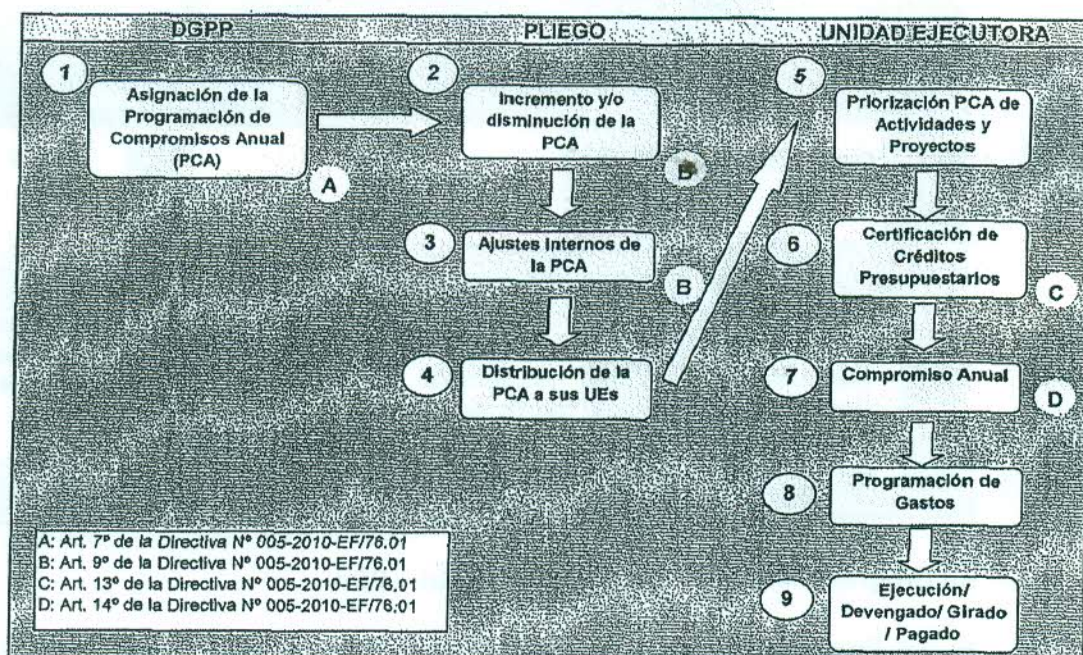 DGPP
PLIEGO
UNIDAD EJECUTORA
1
Asignación de la
Programación de
Compromisos Anual
(PCA)
A
2
Incremento y/o
disminución de la
PCA
B
3
Ajustes Internos de
la PCA
B
4
Distribución de la
PCA a sus UEs
5
Priorización PCA de
Actividades y
Proyectos
6
Certificación de
Créditos
Presupuestarios
C
7
Compromiso Anual
D
8
Programación de
Gastos
9
Ejecución/
Devengado/ Girado
/ Pagado
A: Art. 7º de la Directiva Nº 005-2010-EF/76.01
B: Art. 9º de la Directiva Nº 005-2010-EF/76.01
C: Art. 13º de la Directiva Nº 005-2010-EF/76.01
D: Art. 14º de la Directiva Nº 005-2010-EF/76.01